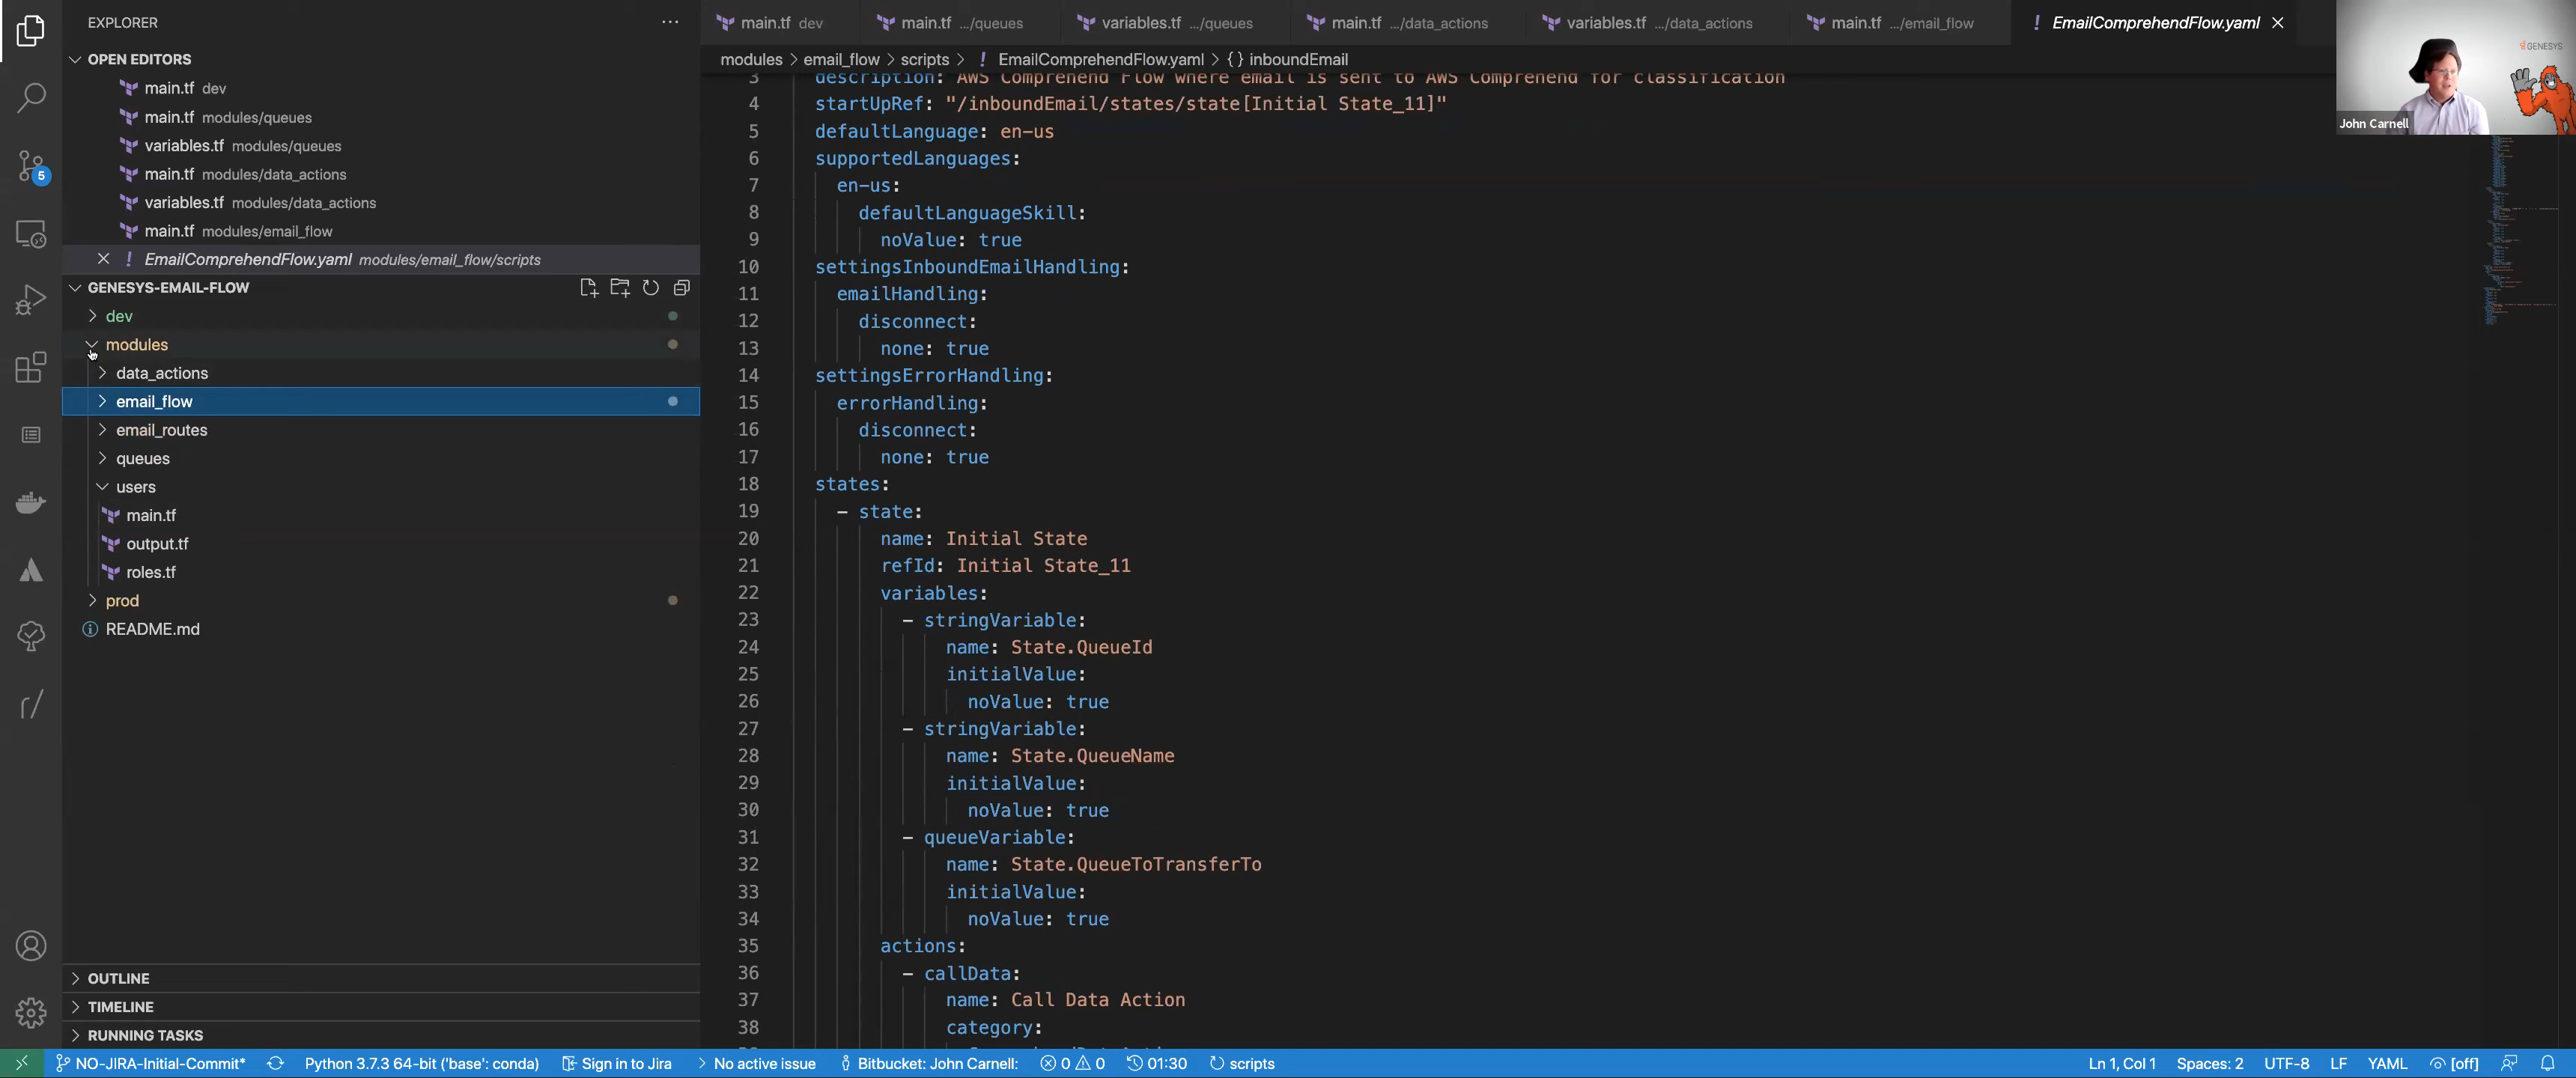 EXPLORER
OPEN EDITORS
main.tf dev
main.tf modules/queues
variables.tf modules/queues
main.tf modules/data_actions
variables.tf modules/data_actions
main.tf modules/email_flow
! EmailComprehendFlow.yaml modules/email_flow/scripts
GENESYS-EMAIL-FLOW
dev
modules
data_actions
email_flow
email_routes
queues
users
main.tf
output.tf
roles.tf
prod
README.md
OUTLINE
TIMELINE
RUNNING TASKS
5
main.tf dev
main.tf .../queues
variables.tf .../queues
main.tf .../data_actions
variables.tf .../data_actions
main.tf .../email_flow
! EmailComprehendFlow.yaml
modules > email_flow > scripts > ! EmailComprehendFlow.yaml > {} inboundEmail
3 description: AWS Comprehend Flow where email is sent to AWS Comprehend for classification
4 startUpRef: "/inboundEmail/states/state[Initial State_11]"
5 defaultLanguage: en-us
6 supportedLanguages:
7 en-us:
8 defaultLanguageSkill:
9 noValue: true
10 settingsInboundEmailHandling:
11 emailHandling:
12 disconnect:
13 none: true
14 settingsErrorHandling:
15 errorHandling:
16 disconnect:
17 none: true
18 states:
19 - state:
20 name: Initial State
21 refId: Initial State_11
22 variables:
23 - stringVariable:
24 name: State.QueueId
25 initialValue:
26 noValue: true
27 - stringVariable:
28 name: State.QueueName
29 initialValue:
30 noValue: true
31 - queueVariable:
32 name: State.QueueToTransferTo
33 initialValue:
34 noValue: true
35 actions:
36 - callData:
37 name: Call Data Action
38 category:
GENESYS
John Carnell
NO-JIRA-Initial-Commit* Python 3.7.3 64-bit ('base': conda) Sign in to Jira No active issue Bitbucket: John Carnell: 0 0 01:30 scripts Ln 1, Col 1 Spaces: 2 UTF-8 LF YAML [off]